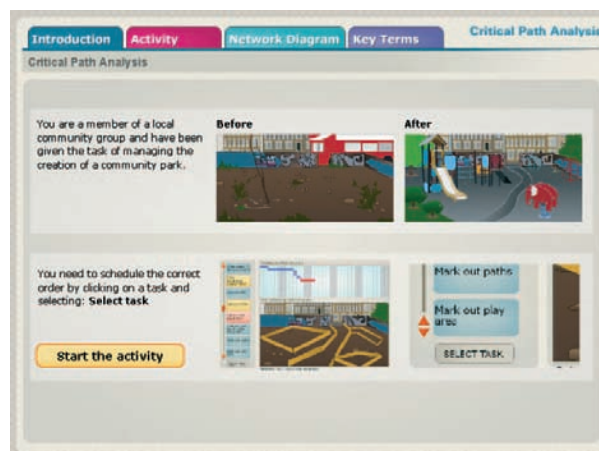 Introduction Activity Network Diagram Key Terms Critical Path Analysis
Critical Path Analysis
You are a member of a local
community group and have been
given the task of managing the
creation of a community park.
Before
After
You need to schedule the correct
order by clicking on a task and
selecting: Select task
Start the activity
Mark out paths
Mark out play
area
SELECT TASK